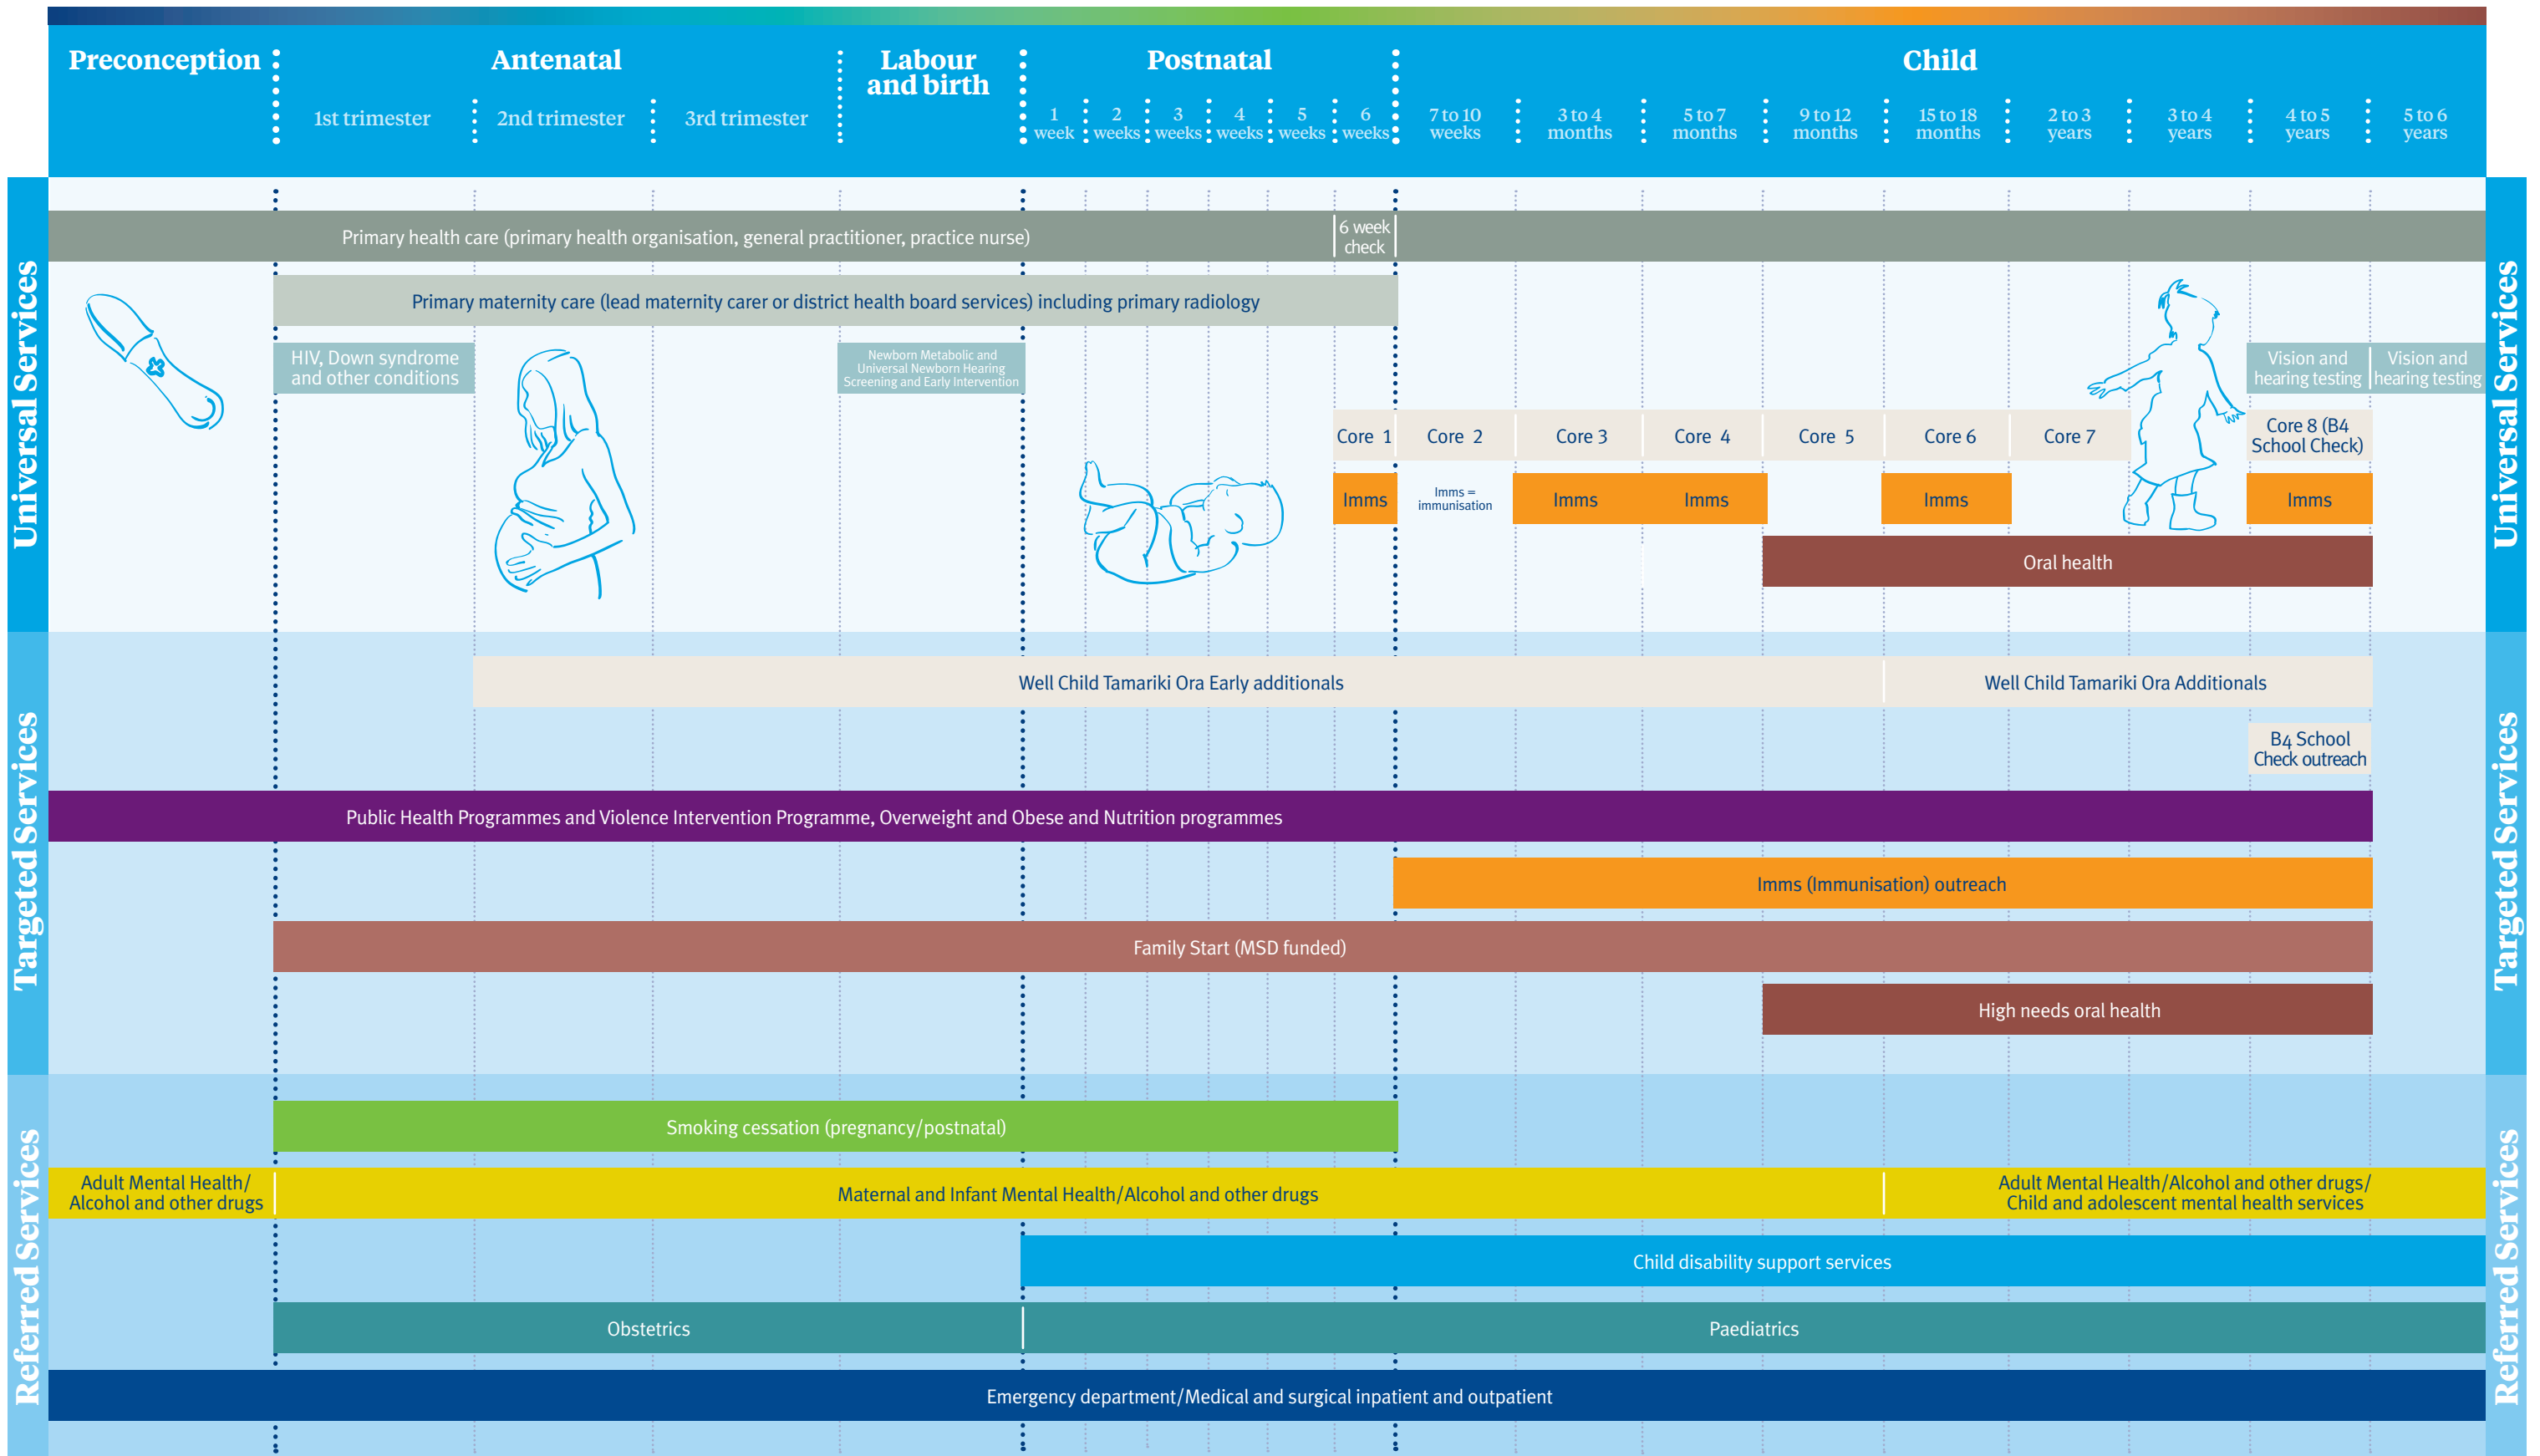 Preconception
Antenatal
Labour
and birth
Postnatal
Child
1st trimester
2nd trimester
3rd trimester
1
week
2
weeks
3
weeks
4
weeks
5
weeks
6
weeks
7 to 10
weeks
3 to 4
months
5 to 7
months
9 to 12
months
15 to 18
months
2 to 3
years
3 to 4
years
4 to 5
years
5 to 6
years
Universal Services
Universal Services
Primary health care (primary health organisation, general practitioner, practice nurse)
6 week
check
Primary maternity care (lead maternity carer or district health board services) including primary radiology
HIV, Down syndrome
and other conditions
Newborn Metabolic and
Universal Newborn Hearing
Screening and Early Intervention
Vision and
hearing testing
Vision and
hearing testing
Core 1
Core 2
Core 3
Core 4
Core 5
Core 6
Core 7
Core 8 (B4
School Check)
Imms
Imms =
immunisation
Imms
Imms
Imms
Imms
Oral health
Targeted Services
Targeted Services
Well Child Tamariki Ora Early additionals
Well Child Tamariki Ora Additionals
B4 School
Check outreach
Public Health Programmes and Violence Intervention Programme, Overweight and Obese and Nutrition programmes
Imms (Immunisation) outreach
Family Start (MSD funded)
High needs oral health
Referred Services
Referred Services
Smoking cessation (pregnancy/postnatal)
Adult Mental Health/
Alcohol and other drugs
Maternal and Infant Mental Health/Alcohol and other drugs
Adult Mental Health/Alcohol and other drugs/
Child and adolescent mental health services
Child disability support services
Obstetrics
Paediatrics
Emergency department/Medical and surgical inpatient and outpatient